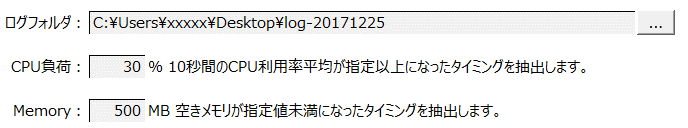 ログフォルダ : C:¥Users¥xxxxx¥Desktop¥log-20171225 ...
CPU負荷 : 30 % 10秒間のCPU利用率平均が指定以上になったタイミングを抽出します。
Memory : 500 MB 空きメモリが指定値未満になったタイミングを抽出します。